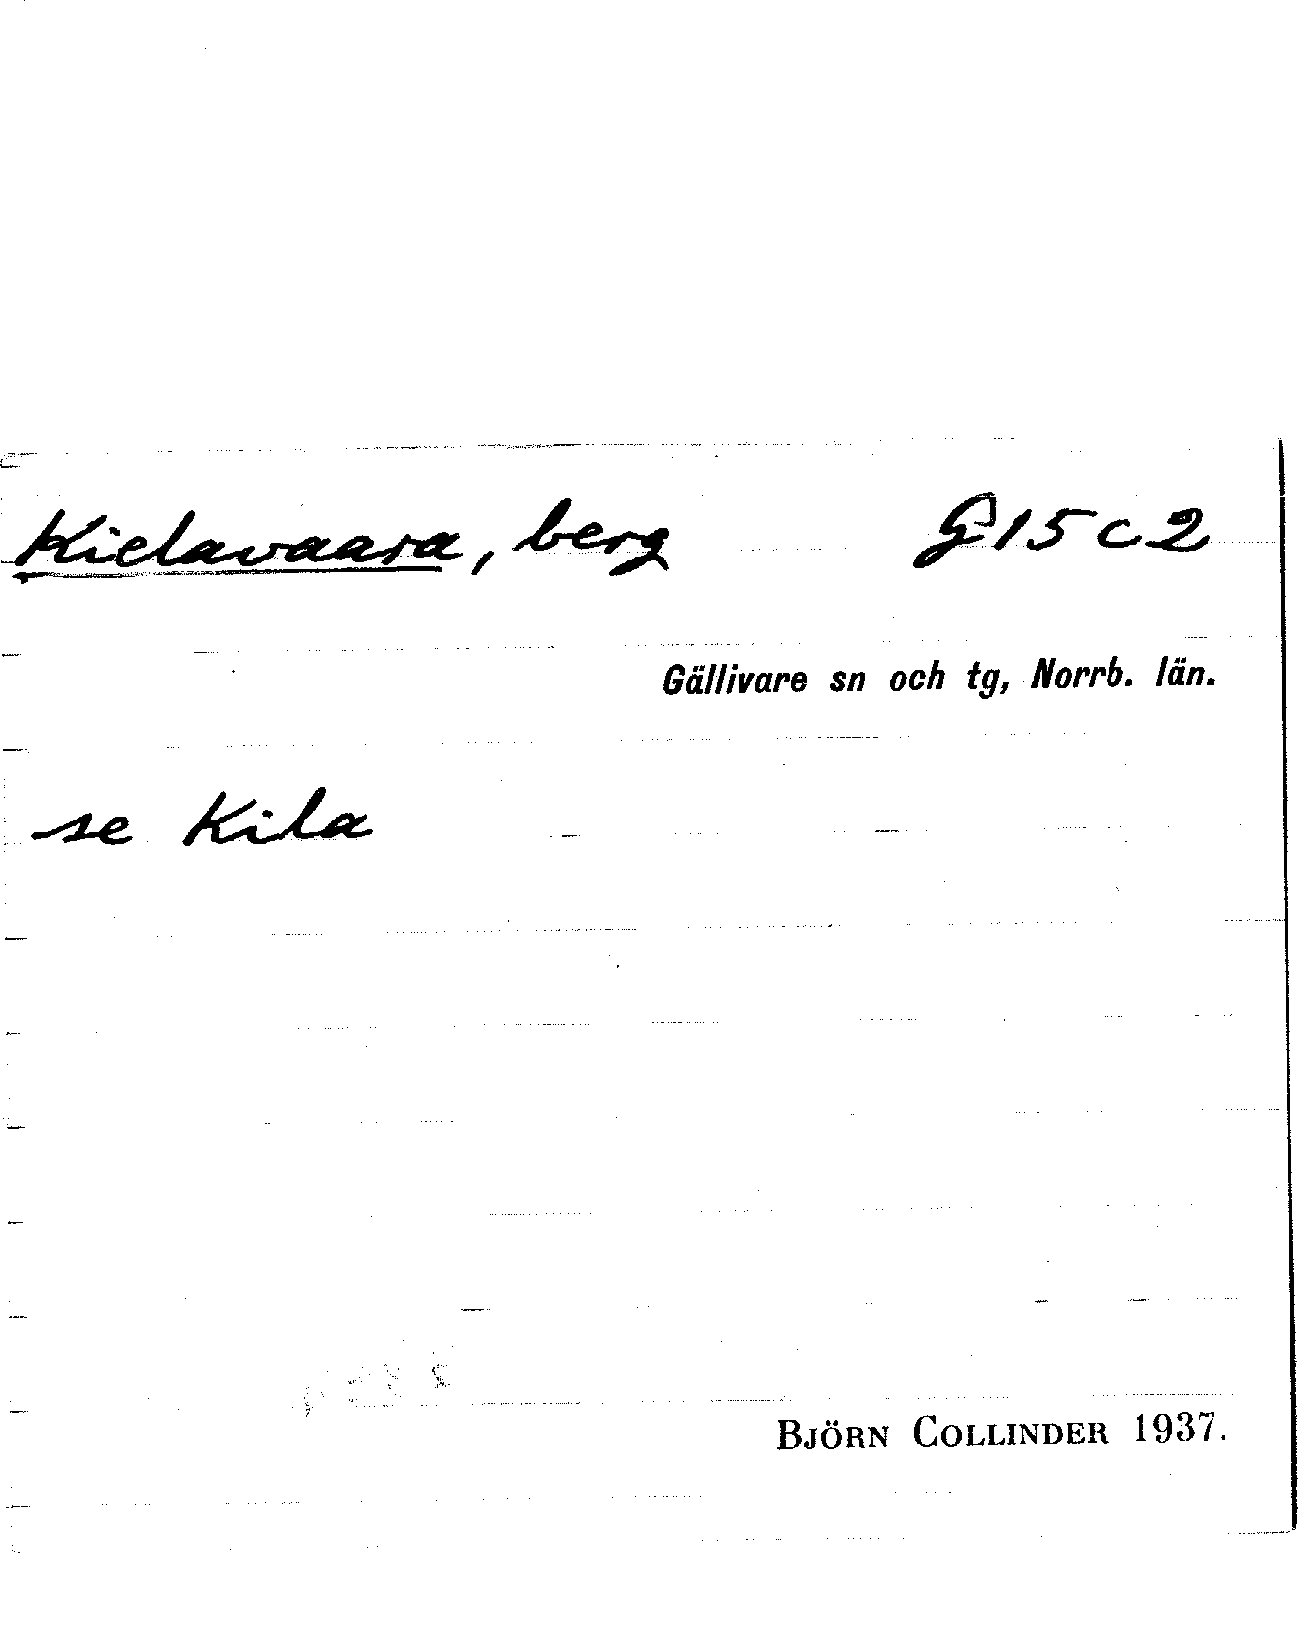 Kielavaara, berg G15c2
Gällivare sn och tg, Norrb. län.
se Kila
BJÖRN COLLINDER 1937.